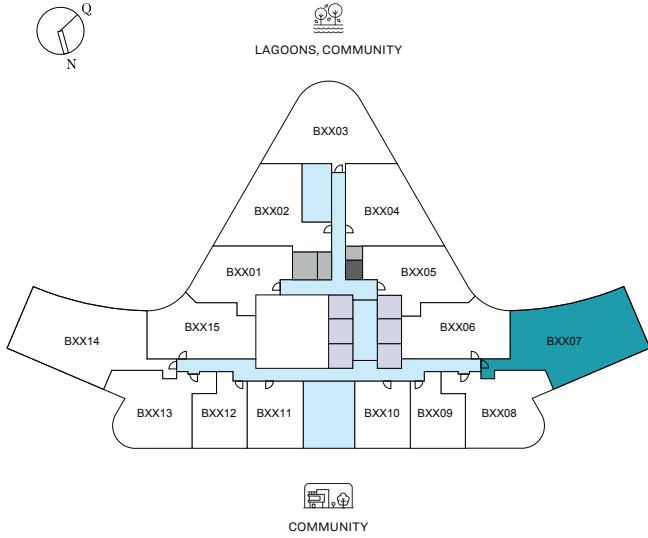 Q
N
LAGOONS, COMMUNITY
BXX03
BXX02
BXX04
BXX01
BXX05
BXX15
BXX06
BXX14
BXX07
BXX13
BXX12
BXX11
BXX10
BXX09
BXX08
COMMUNITY